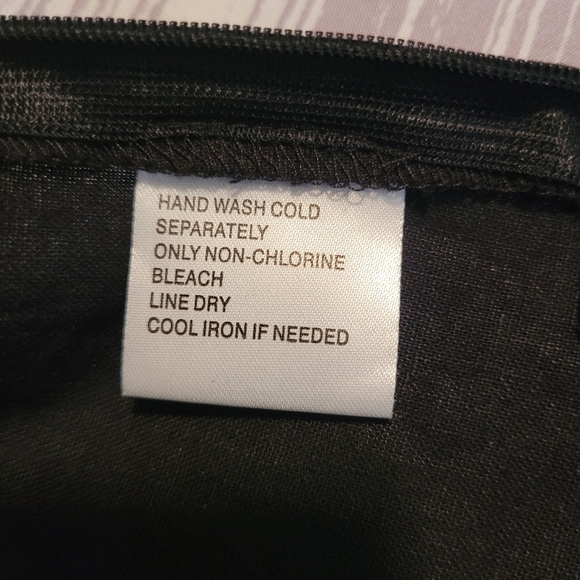 HAND WASH COLD
SEPARATELY
ONLY NON-CHLORINE
BLEACH
LINE DRY
COOL IRON IF NEEDED